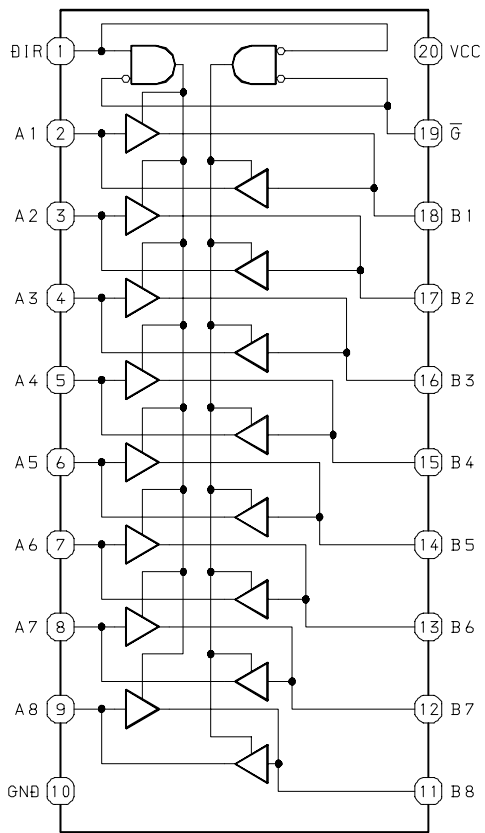 DIR 1 20 VCC
A1 2 19 G̅
A2 3 18 B1
A3 4 17 B2
A4 5 16 B3
A5 6 15 B4
A6 7 14 B5
A7 8 13 B6
A8 9 12 B7
GND 10 11 B8